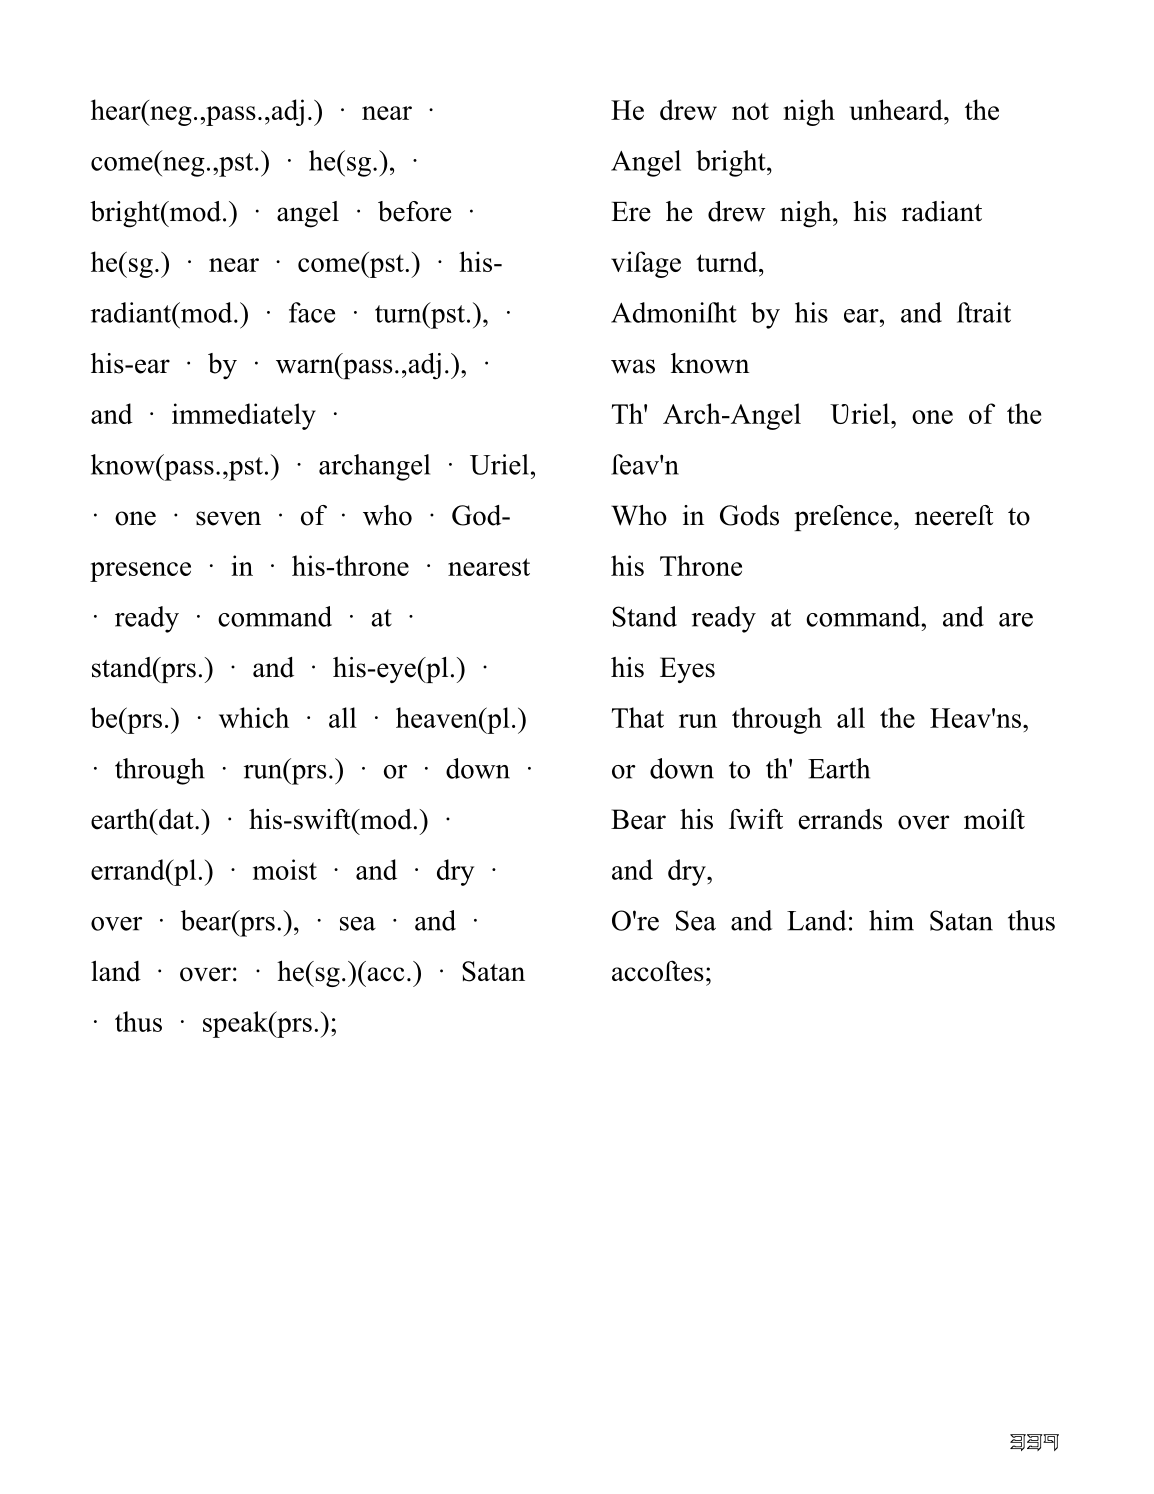 hear(neg.,pass.,adj.) · near ·
come(neg.,pst.) · he(sg.), ·
bright(mod.) · angel · before ·
he(sg.) · near · come(pst.) · his-
radiant(mod.) · face · turn(pst.), ·
his-ear · by · warn(pass.,adj.), ·
and · immediately ·
know(pass.,pst.) · archangel · Uriel,
· one · seven · of · who · God-
presence · in · his-throne · nearest
· ready · command · at ·
stand(prs.) · and · his-eye(pl.) ·
be(prs.) · which · all · heaven(pl.)
· through · run(prs.) · or · down ·
earth(dat.) · his-swift(mod.) ·
errand(pl.) · moist · and · dry ·
over · bear(prs.), · sea · and ·
land · over: · he(sg.)(acc.) · Satan
· thus · speak(prs.);
He drew not nigh unheard, the
Angel bright,
Ere he drew nigh, his radiant
viſage turnd,
Admoniſht by his ear, and ſtrait
was known
Th' Arch-Angel Uriel, one of the
ſeav'n
Who in Gods preſence, neereſt to
his Throne
Stand ready at command, and are
his Eyes
That run through all the Heav'ns,
or down to th' Earth
Bear his ſwift errands over moiſt
and dry,
O're Sea and Land: him Satan thus
accoſtes;